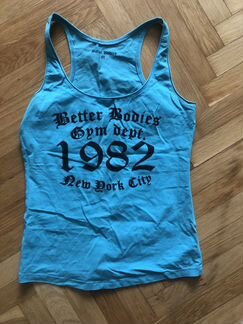 Better Bodies
Gym dept.
1982
New York City